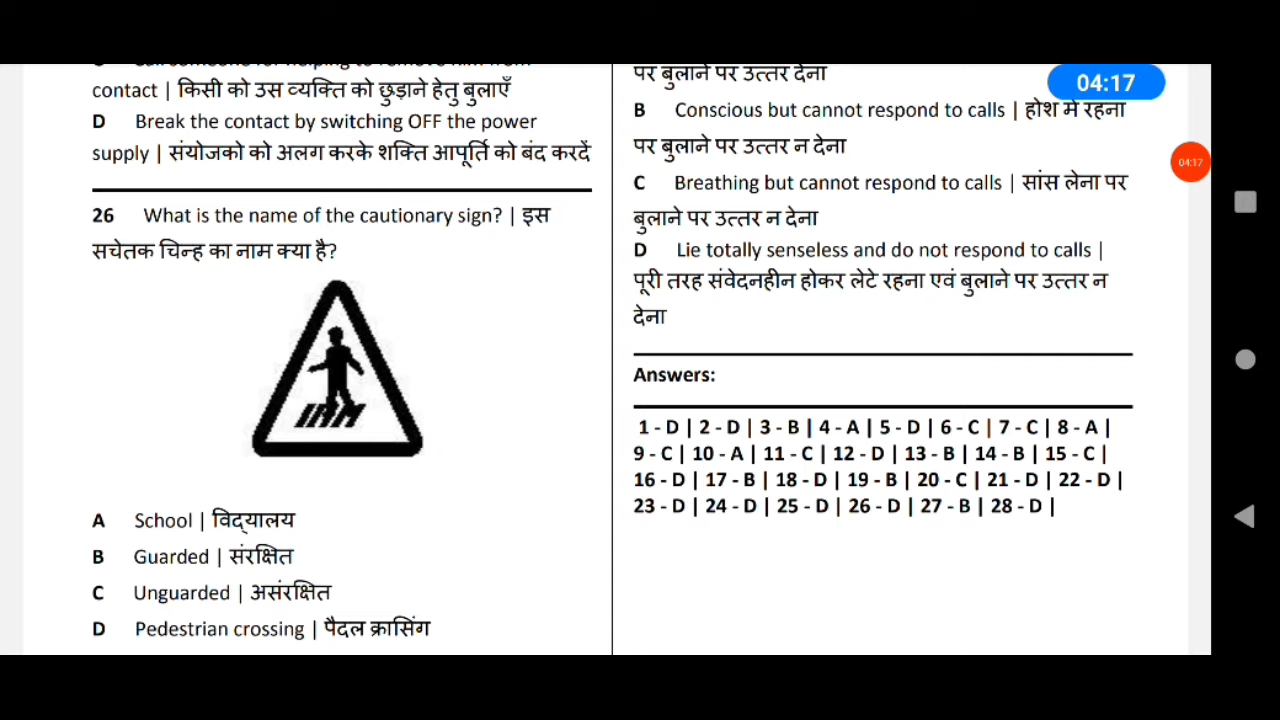 contact | किसी को उस व्यक्ति को छुड़ाने हेतु बुलाएँ
D Break the contact by switching OFF the power
supply | संयोजको को अलग करके शक्ति आपूर्ति को बंद करदें
26 What is the name of the cautionary sign? | इस
सचेतक चिन्ह का नाम क्या है?
A School | विद्यालय
B Guarded | संरक्षित
C Unguarded | असंरक्षित
D Pedestrian crossing | पैदल क्रासिंग
पर बुलाने पर उत्तर देना
04:17
B Conscious but cannot respond to calls | होश में रहना
पर बुलाने पर उत्तर न देना
04:17
C Breathing but cannot respond to calls | सांस लेना पर
बुलाने पर उत्तर न देना
D Lie totally senseless and do not respond to calls |
पूरी तरह संवेदनहीन होकर लेटे रहना एवं बुलाने पर उत्तर न
देना
Answers:
1 - D | 2 - D | 3 - B | 4 - A | 5 - D | 6 - C | 7 - C | 8 - A |
9 - C | 10 - A | 11 - C | 12 - D | 13 - B | 14 - B | 15 - C |
16 - D | 17 - B | 18 - D | 19 - B | 20 - C | 21 - D | 22 - D |
23 - D | 24 - D | 25 - D | 26 - D | 27 - B | 28 - D |